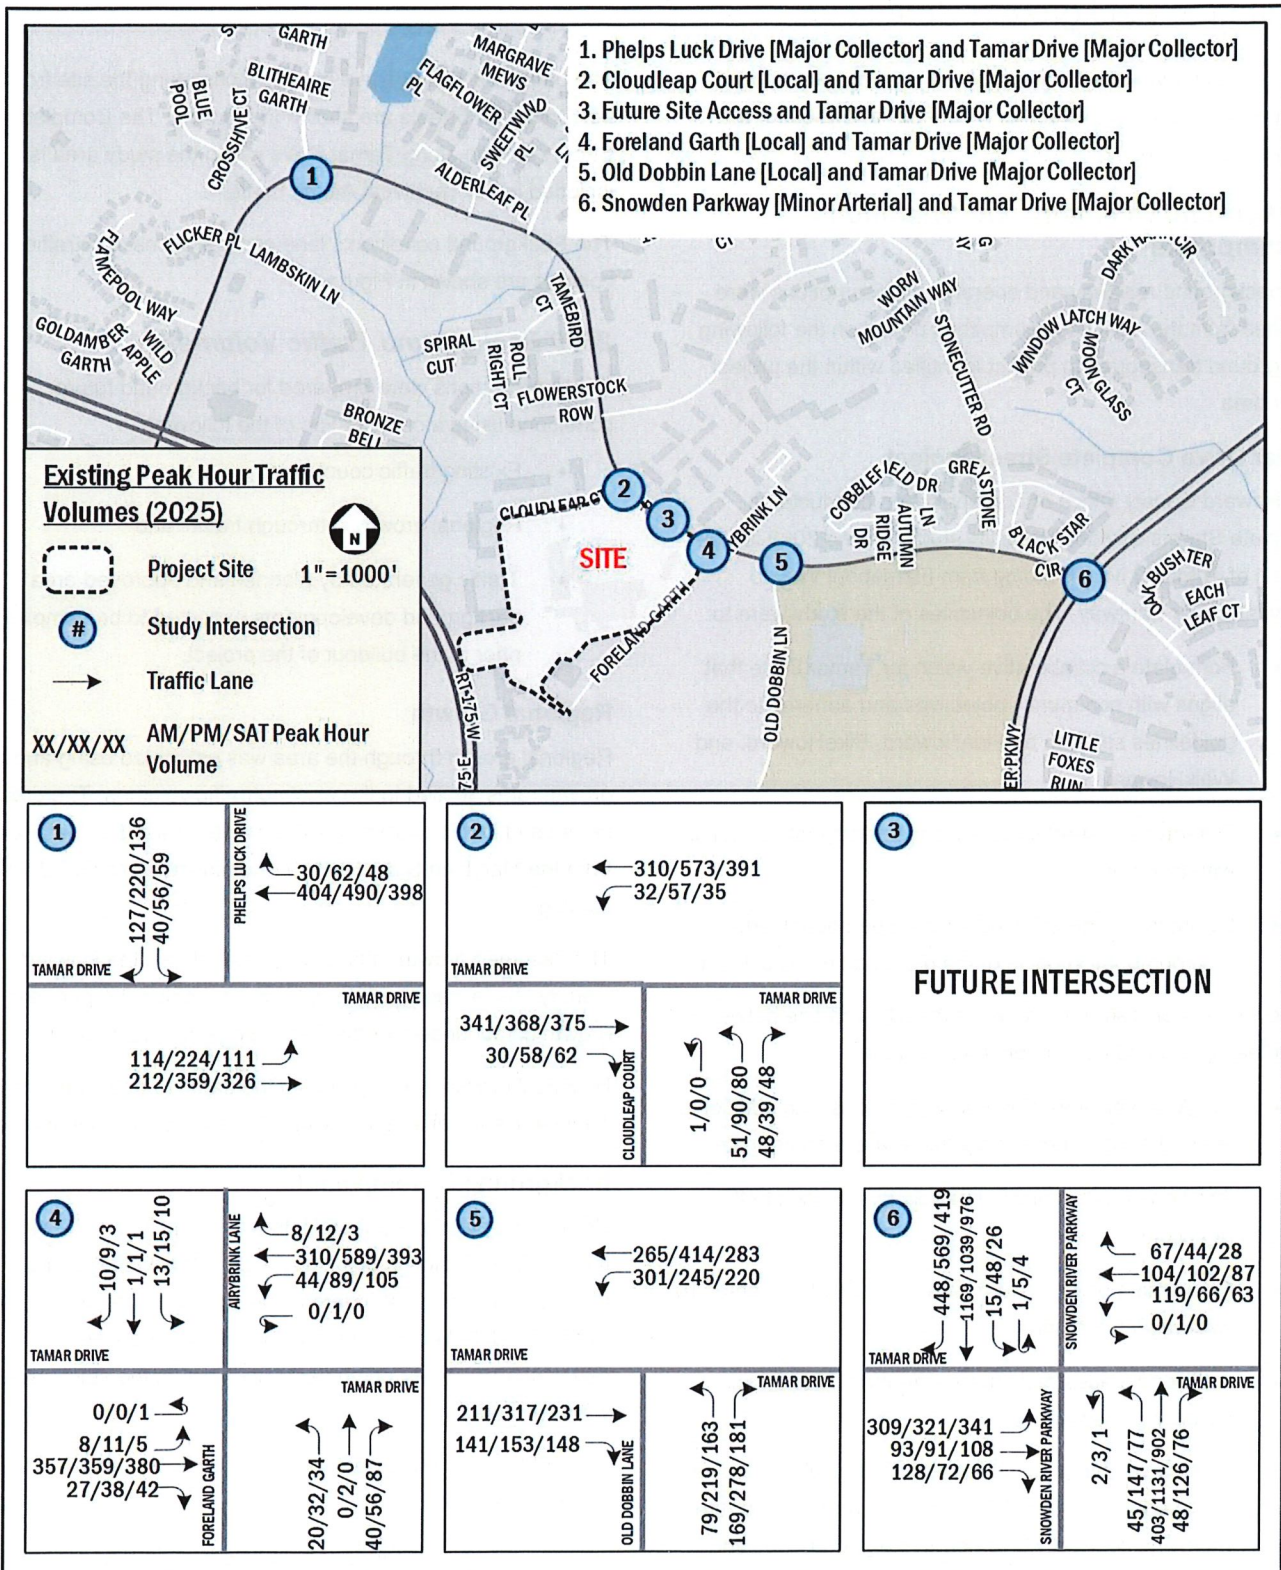 1. Phelps Luck Drive [Major Collector] and Tamar Drive [Major Collector]
2. Cloudleap Court [Local] and Tamar Drive [Major Collector]
3. Future Site Access and Tamar Drive [Major Collector]
4. Foreland Garth [Local] and Tamar Drive [Major Collector]
5. Old Dobbin Lane [Local] and Tamar Drive [Major Collector]
6. Snowden Parkway [Minor Arterial] and Tamar Drive [Major Collector]
GARTH
BLITHEAIRE
GARTH
BLUE
POOL
CROSSHIVE CT
MARGRAVE
MEWS
FLAGFLOWER
PL
SWEETWIND
PL
ALDERLEAF PL
1
FLICKER PL
LAMBSKIN LN
FLAMEPOOL WAY
GOLDAMBER
GARTH
WILD
APPLE
TAMEBIRD
CT
SPIRAL
CUT
ROLL
RIGHT CT
FLOWERSTOCK
ROW
BRONZE
BELL
CT
WORN
MOUNTAIN WAY
STONECUTTER RD
DARK
CIR
WINDOW LATCH WAY
MOON GLASS
CT
CLOUDLEAP CT
2
3
4
5
6
SITE
YBRINK LN
COBBLEFIELD DR
RIDGE
DR
AUTUMN
LN
GREYSTONE
BLACK STAR
CIR
OAK BUSH TER
EACH
LEAF CT
FORELAND GARTH
OLD DOBBIN LN
RT 175 W
75 E
ER PKWY
LITTLE
FOXES
RUN
Existing Peak Hour Traffic
Volumes (2025)
N
Project Site
1"=1000'
#
Study Intersection
Traffic Lane
XX/XX/XX
AM/PM/SAT Peak Hour
Volume
1
127/220/136
40/56/59
PHELPS LUCK DRIVE
30/62/48
404/490/398
TAMAR DRIVE
TAMAR DRIVE
114/224/111
212/359/326
2
310/573/391
32/57/35
TAMAR DRIVE
TAMAR DRIVE
341/368/375
30/58/62
CLOUDLEAP COURT
1/0/0
51/90/80
48/39/48
3
FUTURE INTERSECTION
4
10/9/3
1/1/1
13/15/10
AIRYBRINK LANE
8/12/3
310/589/393
44/89/105
0/1/0
TAMAR DRIVE
TAMAR DRIVE
0/0/1
8/11/5
357/359/380
27/38/42
FORELAND GARTH
20/32/34
0/2/0
40/56/87
5
265/414/283
301/245/220
TAMAR DRIVE
TAMAR DRIVE
211/317/231
141/153/148
OLD DOBBIN LANE
79/219/163
169/278/181
6
448/569/419
1169/1039/976
15/48/26
1/5/4
SNOWDEN RIVER PARKWAY
67/44/28
104/102/87
119/66/63
0/1/0
TAMAR DRIVE
TAMAR DRIVE
309/321/341
93/91/108
128/72/66
SNOWDEN RIVER PARKWAY
2/3/1
45/147/77
403/1131/902
48/126/76